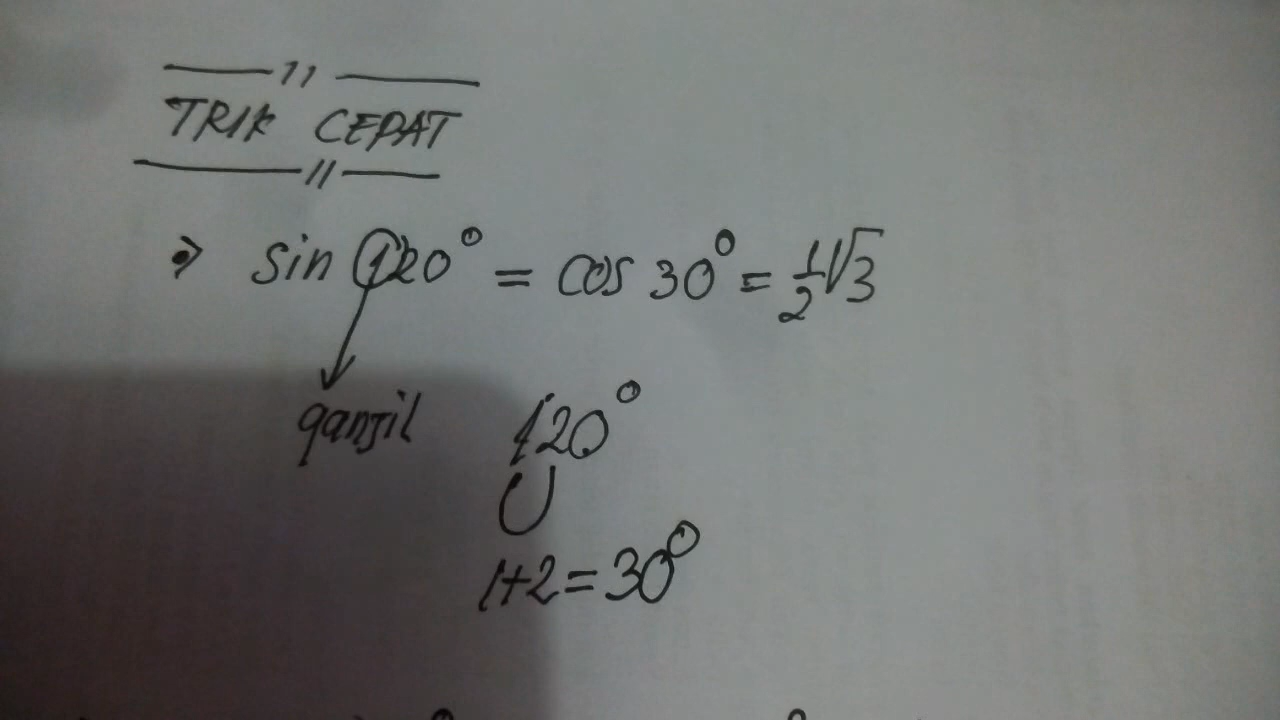 TRIK CEPAT
sin 120° = cos 30° = 1/2 √3
ganjil
120°
1+2=30°